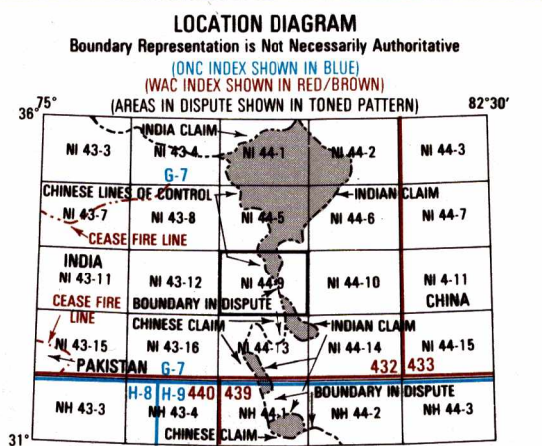 LOCATION DIAGRAM
Boundary Representation is Not Necessarily Authoritative
(ONC INDEX SHOWN IN BLUE)
(WAC INDEX SHOWN IN RED/BROWN)
(AREAS IN DISPUTE SHOWN IN TONED PATTERN)
36° 75° 82°30'
INDIA CLAIM
NI 43-3 NI 43-4 NI 44-1 NI 44-2 NI 44-3
G-7
CHINESE LINES OF CONTROL INDIAN CLAIM
NI 43-7 NI 43-8 NI 44-5 NI 44-6 NI 44-7
CEASE FIRE LINE
INDIA
NI 43-11 NI 43-12 NI 44-9 NI 44-10 NI 4-11
CEASE FIRE LINE BOUNDARY IN DISPUTE CHINA
CHINESE CLAIM INDIAN CLAIM
NI 43-15 NI 43-16 NI 44-13 NI 44-14 NI 44-15
PAKISTAN G-7 432 433
H-8 H-9 440 439 BOUNDARY IN DISPUTE
NH 43-3 NH 43-4 NH 44-1 NH 44-2 NH 44-3
31° CHINESE CLAIM